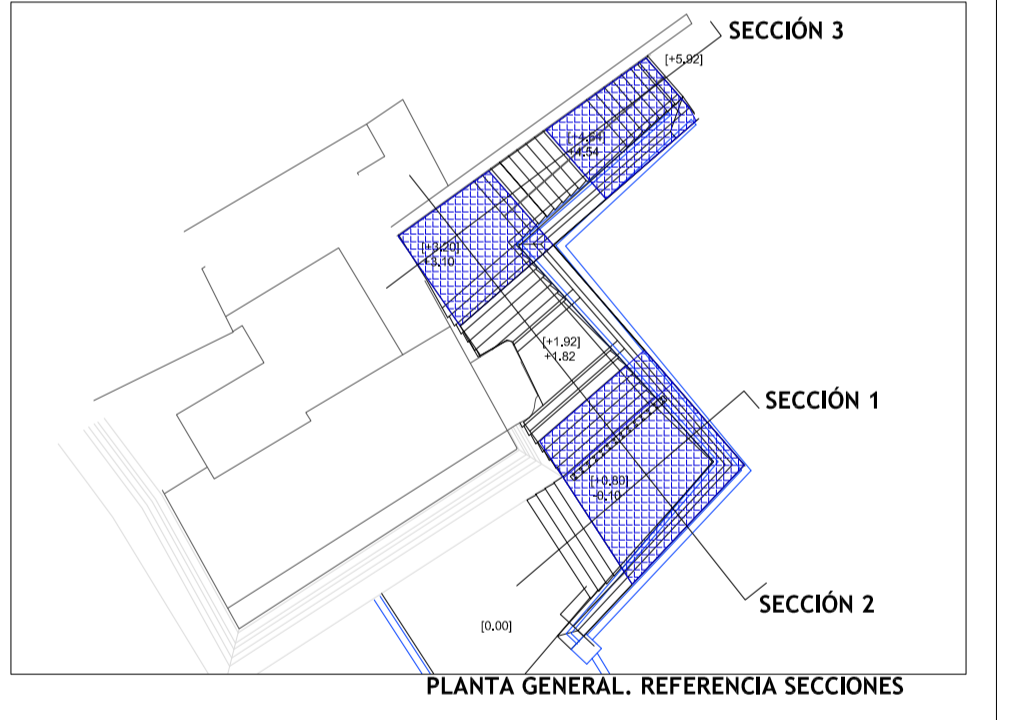 SECCIÓN 3
[+5.92]
[+4.54]
+4.54
[+3.20]
+3.10
[+1.92]
+1.82
SECCIÓN 1
[+0.80]
-0.10
SECCIÓN 2
[0.00]
PLANTA GENERAL. REFERENCIA SECCIONES